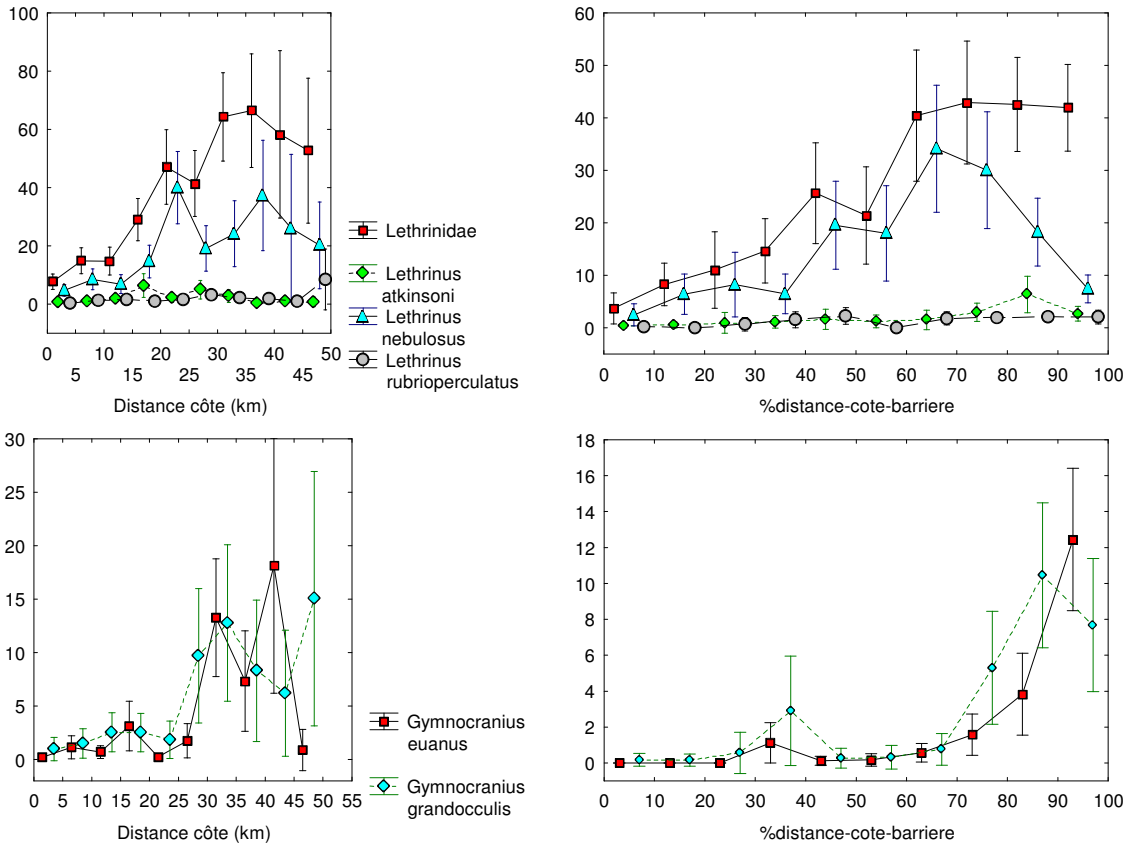 100
80
60
40
20
0
0 10 20 30 40
5 15 25 35 45
Distance côte (km)
Lethrinidae
Lethrinus
atkinsoni
Lethrinus
nebulosus
Lethrinus
rubrioperculatus
60
50
40
30
20
10
0
0 10 20 30 40 50 60 70 80 90 100
%distance-cote-barriere
30
25
20
15
10
5
0
0 5 10 15 20 25 30 35 40 45 50 55
Distance côte (km)
Gymnocranius
euanus
Gymnocranius
grandocculis
18
16
14
12
10
8
6
4
2
0
0 10 20 30 40 50 60 70 80 90 100
%distance-cote-barriere